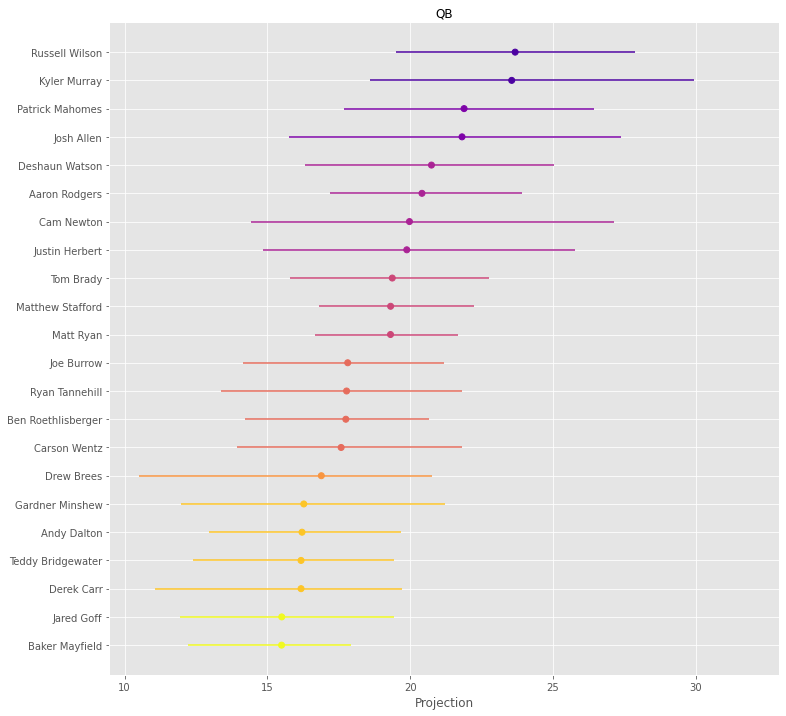 QB
Russell Wilson
Kyler Murray
Patrick Mahomes
Josh Allen
Deshaun Watson
Aaron Rodgers
Cam Newton
Justin Herbert
Tom Brady
Matthew Stafford
Matt Ryan
Joe Burrow
Ryan Tannehill
Ben Roethlisberger
Carson Wentz
Drew Brees
Gardner Minshew
Andy Dalton
Teddy Bridgewater
Derek Carr
Jared Goff
Baker Mayfield
10 15 20 25 30
Projection